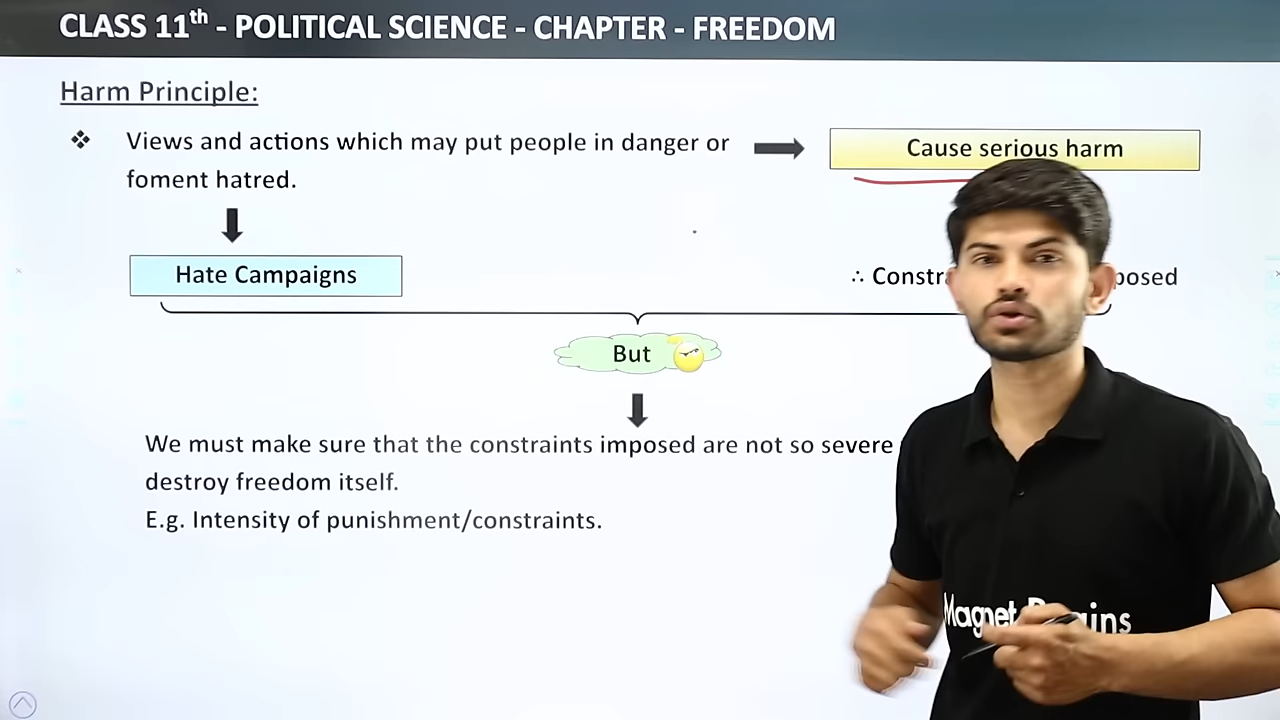 CLASS 11th - POLITICAL SCIENCE - CHAPTER - FREEDOM
Harm Principle:
❖ Views and actions which may put people in danger or
foment hatred.
Cause serious harm
Hate Campaigns
∴
But
We must make sure that the constraints imposed are not so severe
destroy freedom itself.
E.g. Intensity of punishment/constraints.
Magnet